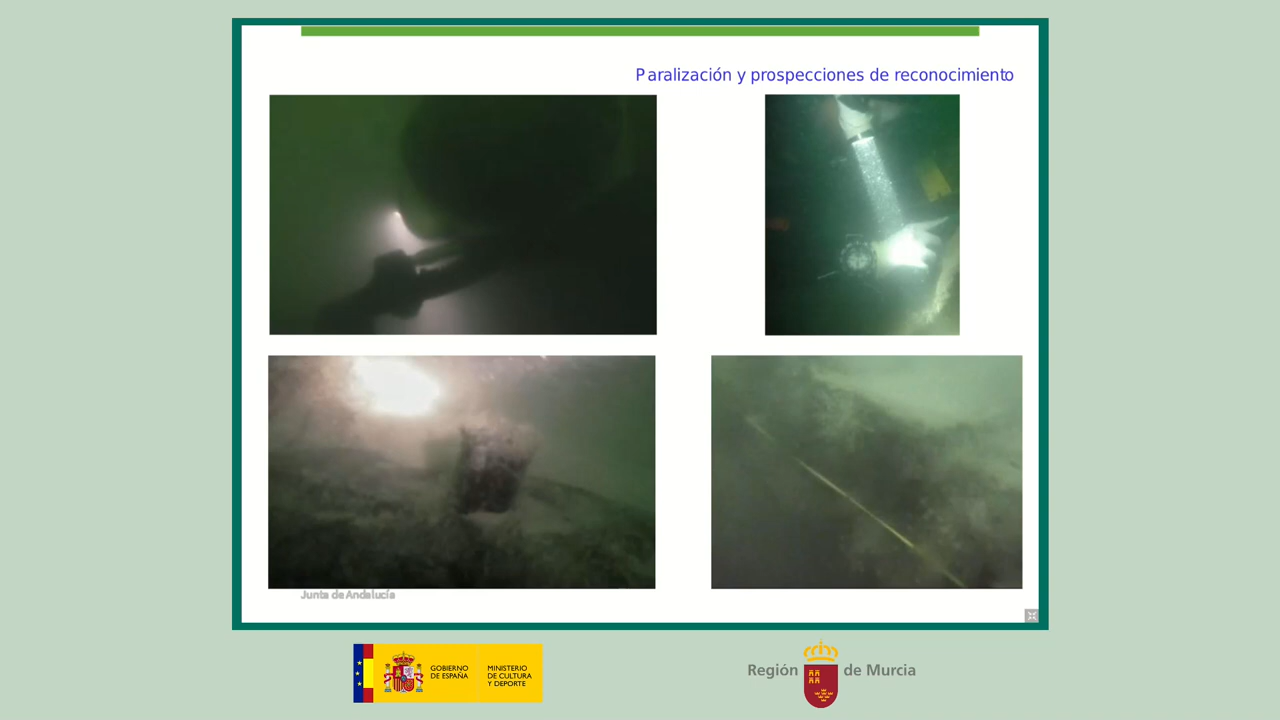 Paralización y prospecciones de reconocimiento
Junta de Andalucía
GOBIERNO
DE ESPAÑA
MINISTERIO
DE CULTURA
Y DEPORTE
Región de Murcia